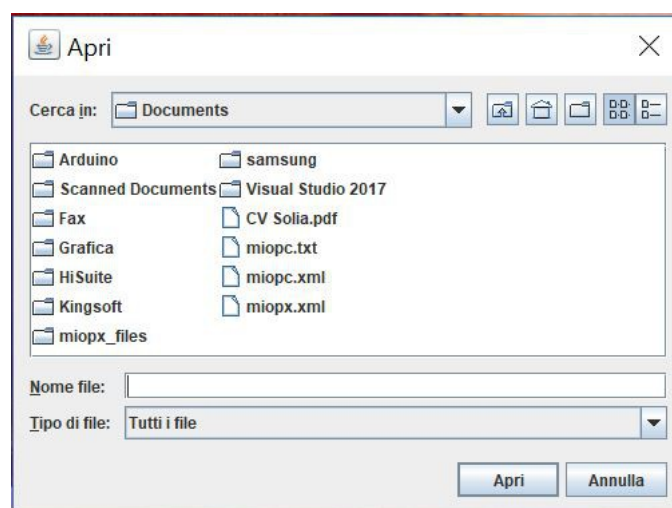 Apri
Cerca in: Documents
Arduino samsung
Scanned Documents Visual Studio 2017
Fax CV Solia.pdf
Grafica miopc.txt
HiSuite miopc.xml
Kingsoft miopx.xml
miopx_files
Nome file:
Tipo di file: Tutti i file
Apri Annulla